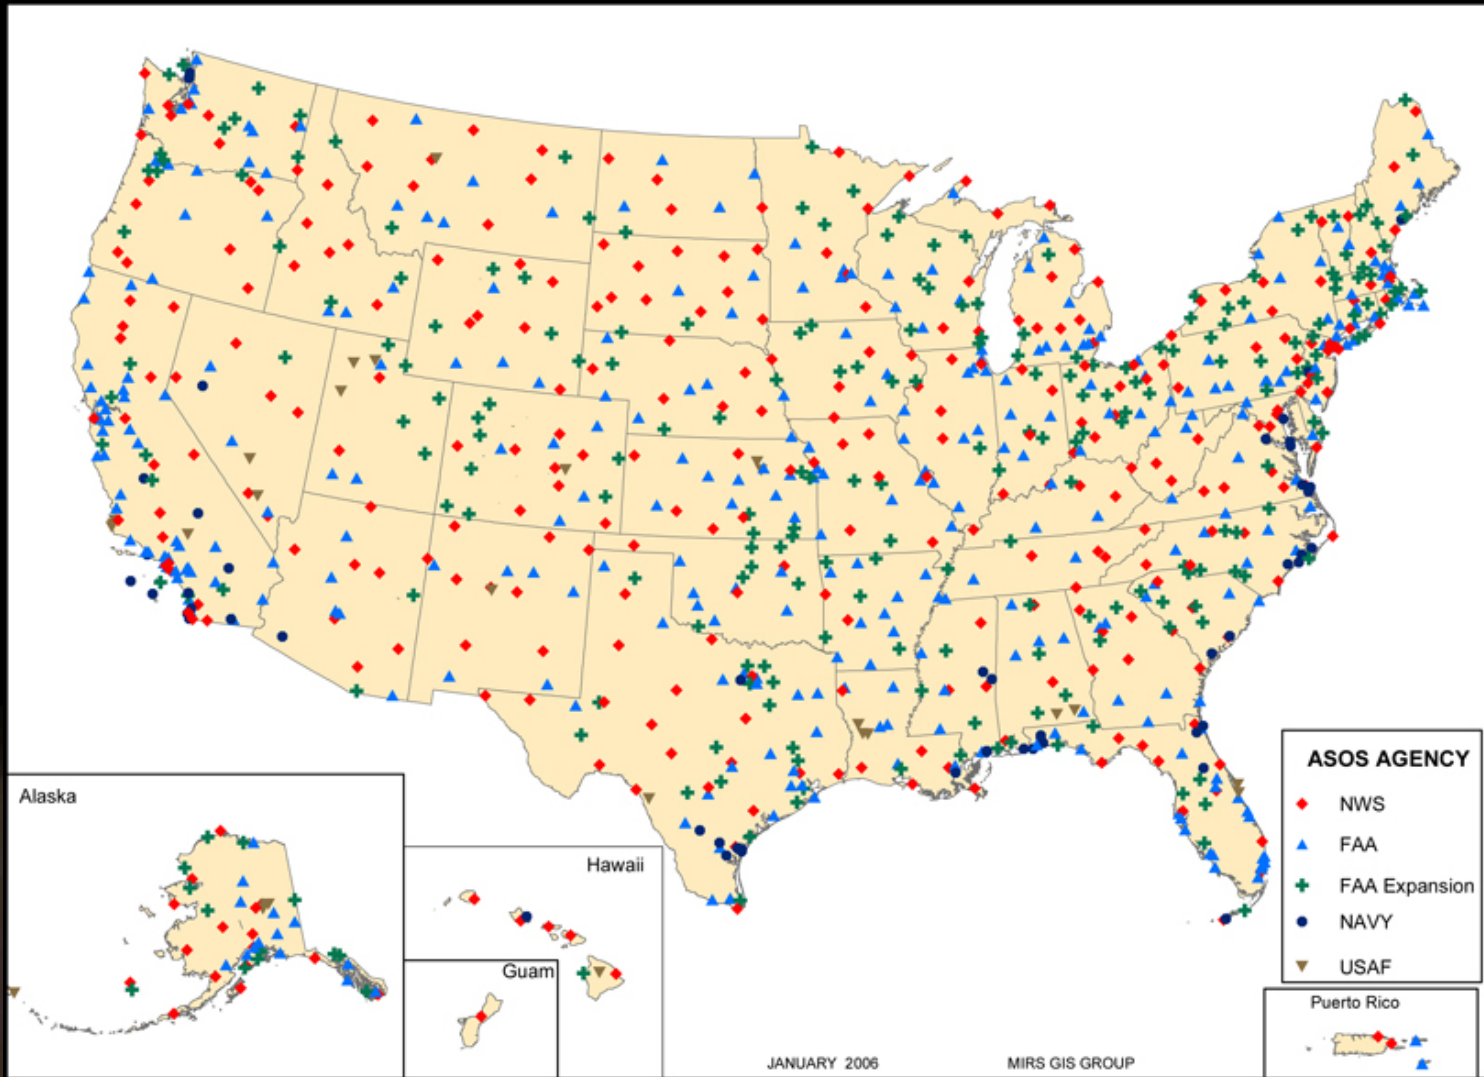 ASOS AGENCY
NWS
FAA
FAA Expansion
NAVY
USAF
Alaska
Hawaii
Guam
Puerto Rico
JANUARY 2006
MIRS GIS GROUP